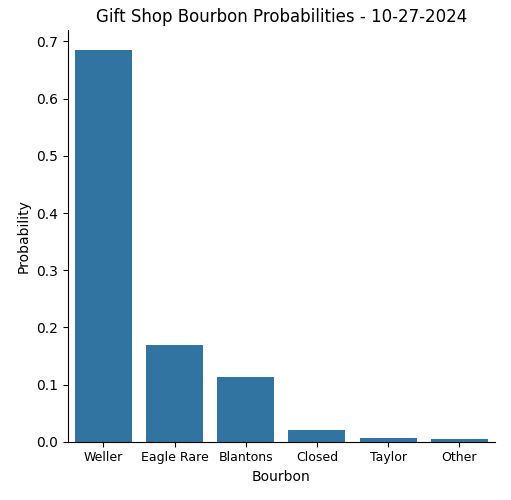 Gift Shop Bourbon Probabilities - 10-27-2024
0.7
0.6
0.5
0.4
0.3
0.2
0.1
0.0
Probability
Weller Eagle Rare Blantons Closed Taylor Other
Bourbon